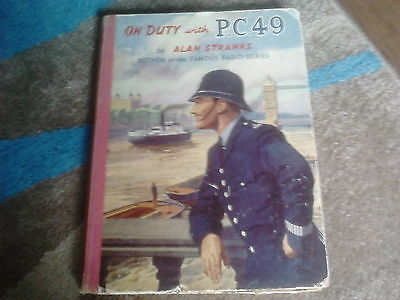 ON DUTY with P.C 49
by ALAN STRANKS
AUTHOR of the FAMOUS RADIO SERIES